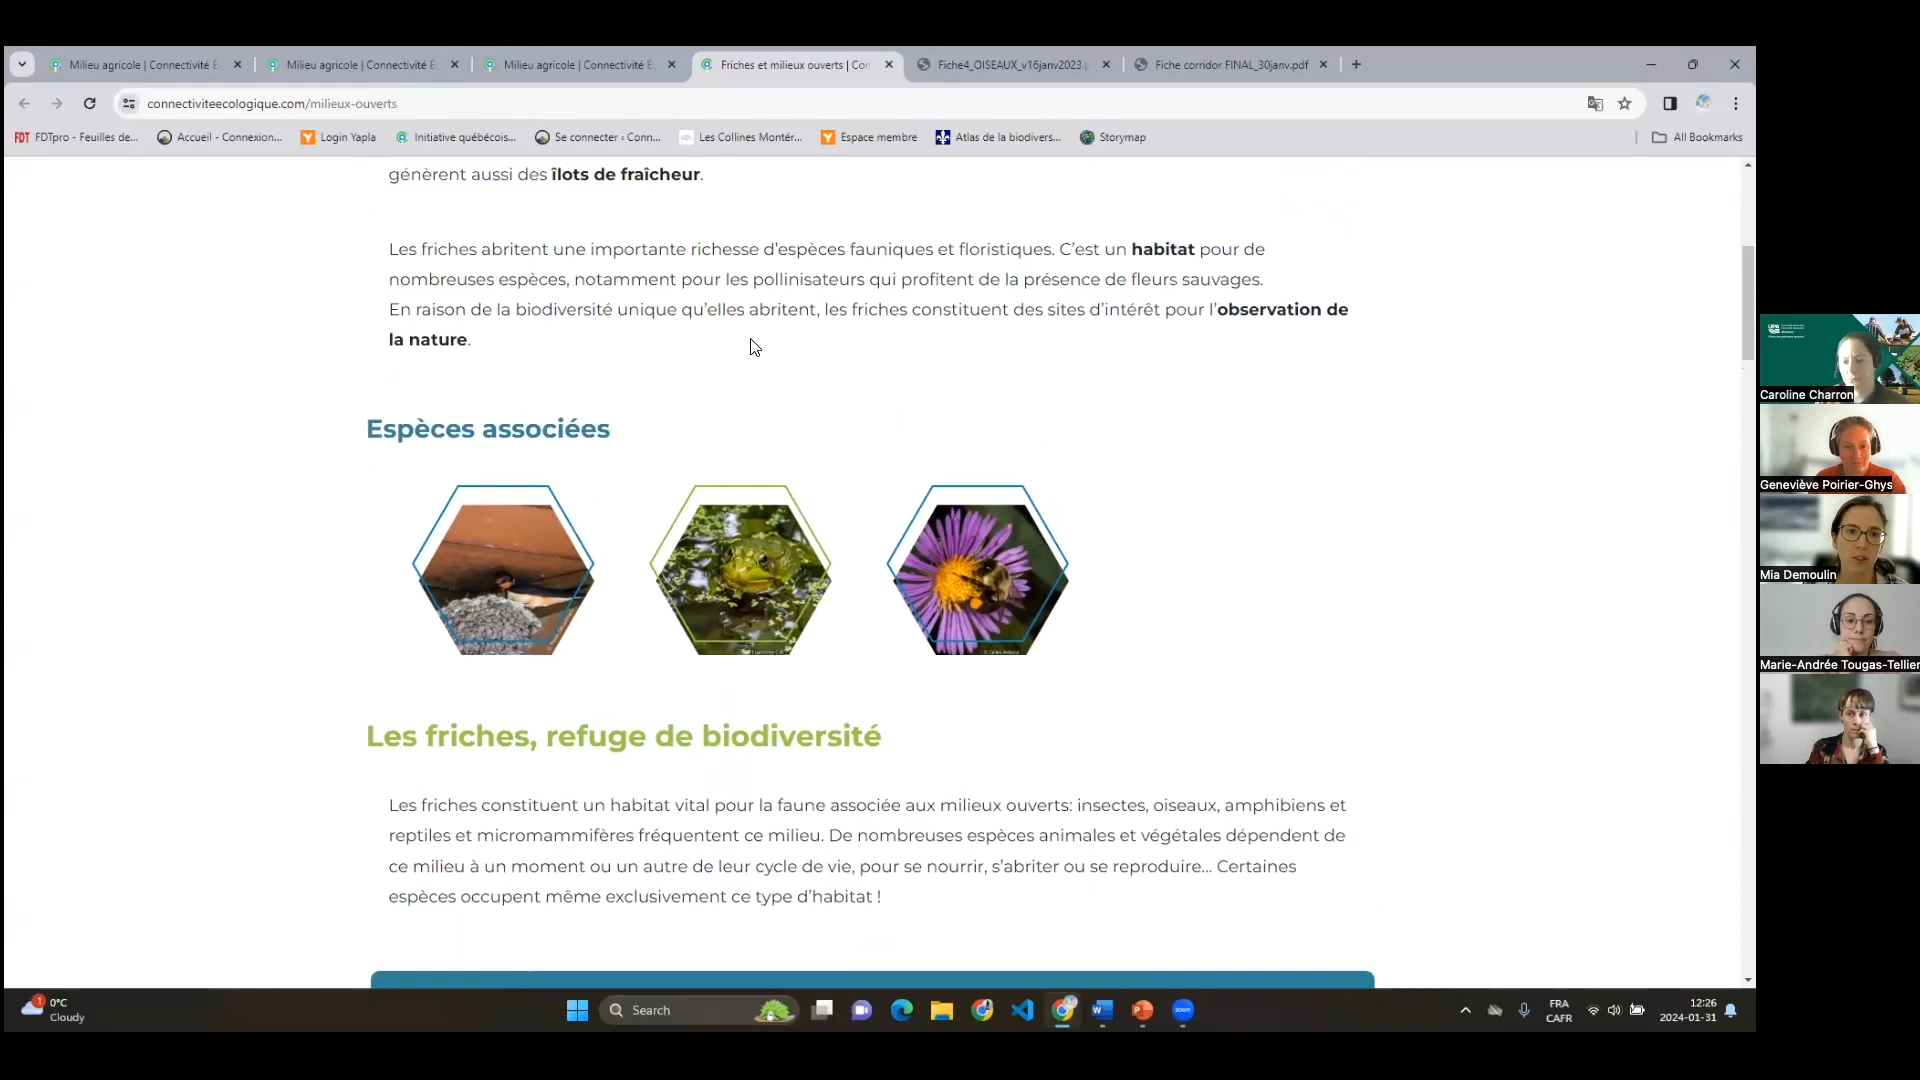 Milieu agricole | Connectivité É
Milieu agricole | Connectivité É
Milieu agricole | Connectivité É
Friches et milieux ouverts | Con
Fiche4_OISEAUX_v16janv2023.p
Fiche corridor FINAL_30janv.pdf
connectiviteecologique.com/milieux-ouverts
FDT FDTpro - Feuilles de...
Accueil - Connexion...
Login Yapla
Initiative québécois...
Se connecter ‹ Conn...
Les Collines Montér...
Espace membre
Atlas de la biodivers...
Storymap
All Bookmarks
génèrent aussi des îlots de fraîcheur.
Les friches abritent une importante richesse d’espèces fauniques et floristiques. C’est un habitat pour de
nombreuses espèces, notamment pour les pollinisateurs qui profitent de la présence de fleurs sauvages.
En raison de la biodiversité unique qu’elles abritent, les friches constituent des sites d’intérêt pour l’observation de
la nature.
Espèces associées
Les friches, refuge de biodiversité
Les friches constituent un habitat vital pour la faune associée aux milieux ouverts: insectes, oiseaux, amphibiens et
reptiles et micromammifères fréquentent ce milieu. De nombreuses espèces animales et végétales dépendent de
ce milieu à un moment ou un autre de leur cycle de vie, pour se nourrir, s’abriter ou se reproduire... Certaines
espèces occupent même exclusivement ce type d’habitat !
UPA
Caroline Charron
Geneviève Poirier-Ghys
Mia Demoulin
Marie-Andrée Tougas-Tellier
1
0°C
Cloudy
Search
zoom
FRA
CAFR
12:26
2024-01-31